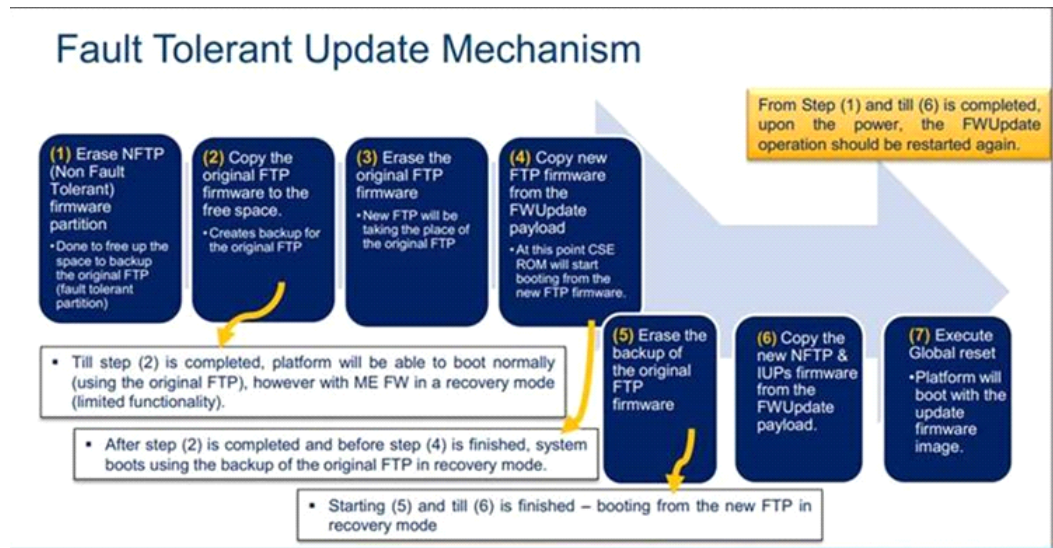 Fault Tolerant Update Mechanism
From Step (1) and till (6) is completed,
upon the power, the FWUpdate
operation should be restarted again.
(1) Erase NFTP
(Non Fault
Tolerant)
firmware
partition
•Done to free up the
space to backup
the original FTP
(fault tolerant
partition)
(2) Copy the
original FTP
firmware to the
free space.
•Creates backup for
the original FTP
(3) Erase the
original FTP
firmware
•New FTP will be
taking the place of
the original FTP
(4) Copy new
FTP firmware
from the
FWUpdate
payload
•At this point CSE
ROM will start
booting from the
new FTP firmware.
(5) Erase the
backup of
the original
FTP
firmware
(6) Copy the
new NFTP &
IUPs firmware
from the
FWUpdate
payload.
(7) Execute
Global reset
•Platform will
boot with the
update
firmware
image.
▪ Till step (2) is completed, platform will be able to boot normally
(using the original FTP), however with ME FW in a recovery mode
(limited functionality).
▪ After step (2) is completed and before step (4) is finished, system
boots using the backup of the original FTP in recovery mode.
▪ Starting (5) and till (6) is finished – booting from the new FTP in
recovery mode